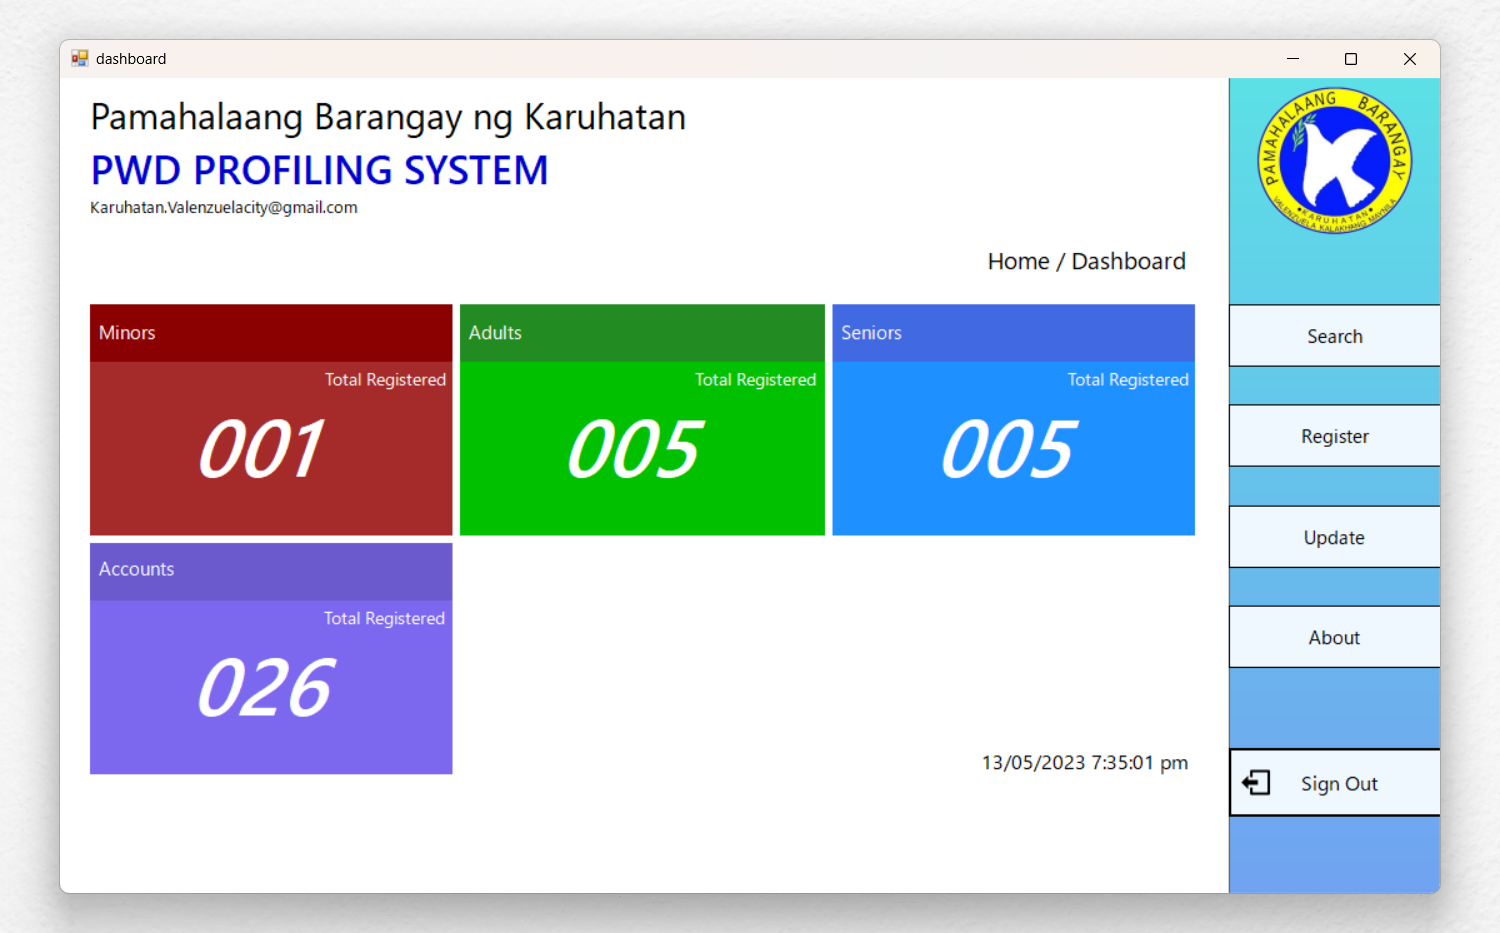 dashboard
Pamahalaang Barangay ng Karuhatan
PWD PROFILING SYSTEM
Karuhatan.Valenzuelacity@gmail.com
Home / Dashboard
Minors
Total Registered
001
Adults
Total Registered
005
Seniors
Total Registered
005
Accounts
Total Registered
026
13/05/2023 7:35:01 pm
PAMAHALAANG BARANGAY
KARUHATAN
VALENZUELA KALAKHANG MAYNILA
Search
Register
Update
About
Sign Out